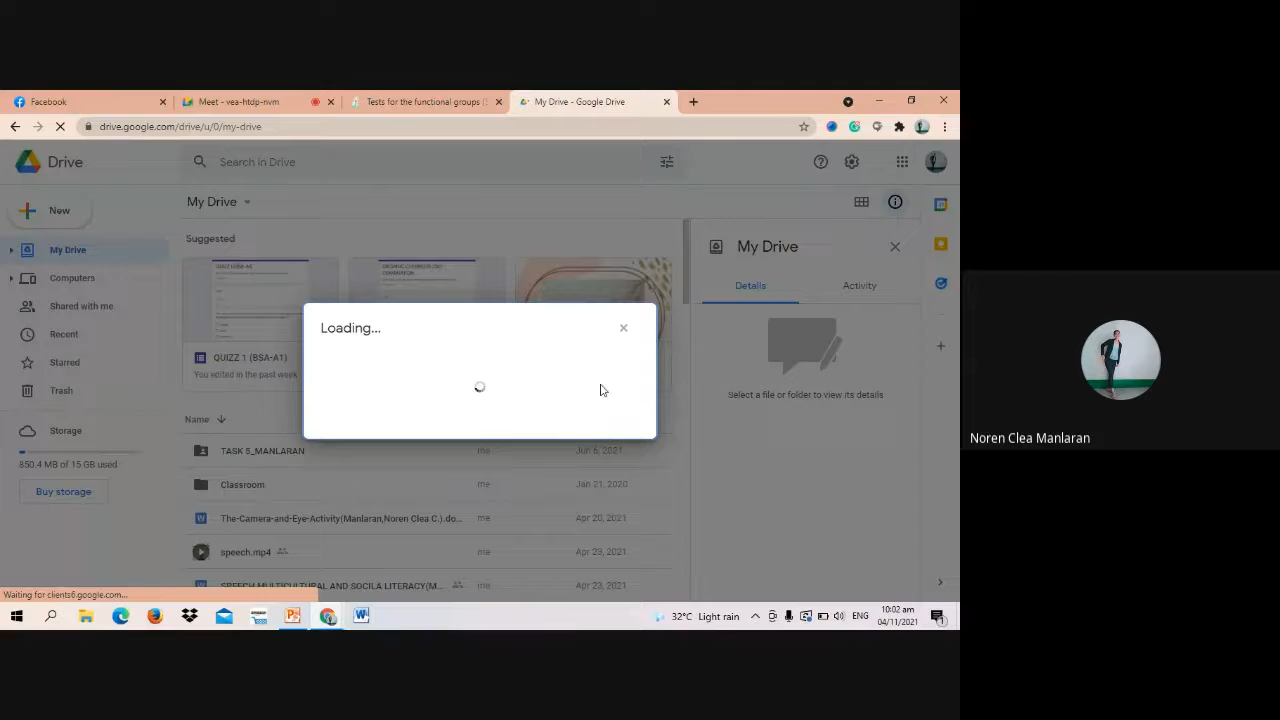 Facebook
Meet - vea-htdp-nvm
Tests for the functional groups (
My Drive - Google Drive
drive.google.com/drive/u/0/my-drive
Drive
Search in Drive
New
My Drive
Suggested
My Drive
My Drive
Computers
Details
Activity
Shared with me
Recent
Loading...
Starred
QUIZZ 1 (BSA-A1)
You edited in the past week
Trash
Select a file or folder to view its details
Name
Storage
TASK 5_MANLARAN
me
Jun 6, 2021
850.4 MB of 15 GB used
Classroom
me
Jan 21, 2020
Buy storage
The-Camera-and-Eye-Activity(Manlaran,Noren Clea C.).do...
me
Apr 20, 2021
speech.mp4
me
Apr 23, 2021
SPEECH MULTICULTURAL AND SOCILA LITERACY(M...
me
Apr 23, 2021
Waiting for clients6.google.com...
32°C Light rain
ENG
10:02 am
04/11/2021
Noren Clea Manlaran